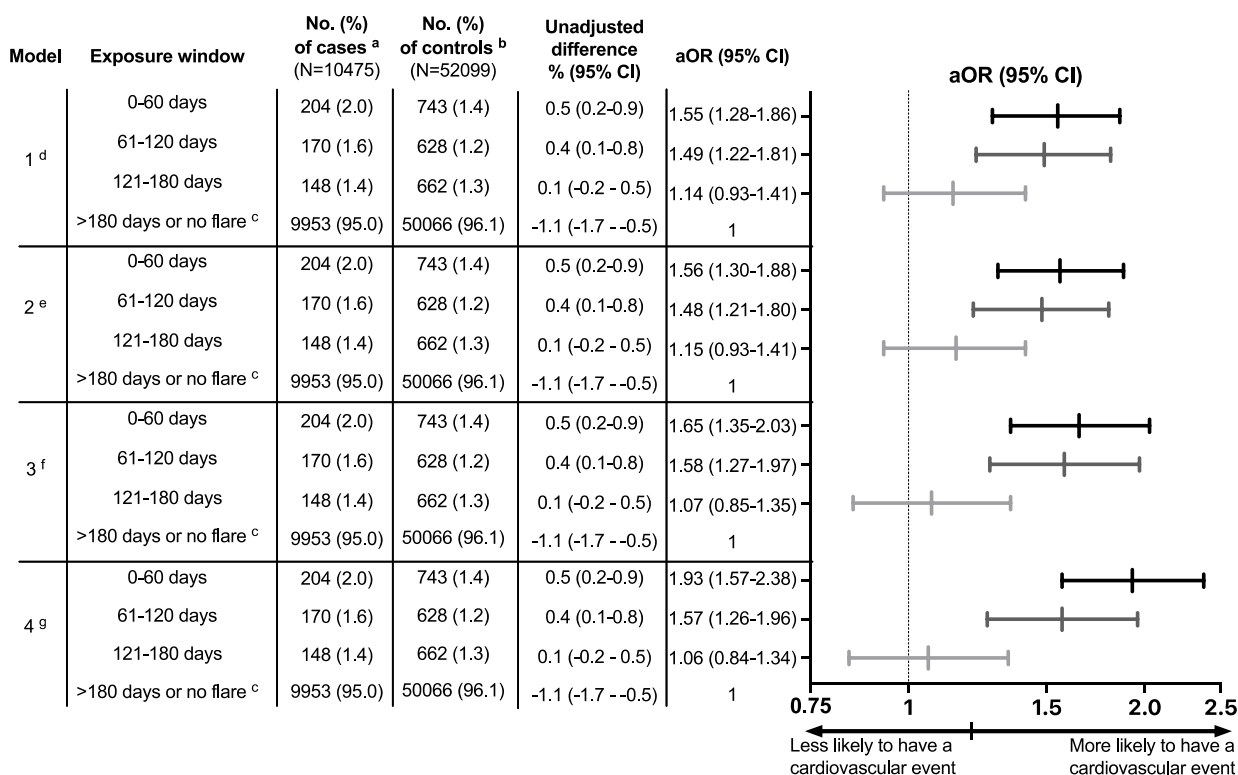 Model Exposure window No. (%) of cases a (N=10475) No. (%) of controls b (N=52099) Unadjusted difference % (95% CI) aOR (95% CI)
aOR (95% CI)
1 d
0-60 days 204 (2.0) 743 (1.4) 0.5 (0.2-0.9) 1.55 (1.28-1.86)
61-120 days 170 (1.6) 628 (1.2) 0.4 (0.1-0.8) 1.49 (1.22-1.81)
121-180 days 148 (1.4) 662 (1.3) 0.1 (-0.2 - 0.5) 1.14 (0.93-1.41)
>180 days or no flare c 9953 (95.0) 50066 (96.1) -1.1 (-1.7 - -0.5) 1
2 e
0-60 days 204 (2.0) 743 (1.4) 0.5 (0.2-0.9) 1.56 (1.30-1.88)
61-120 days 170 (1.6) 628 (1.2) 0.4 (0.1-0.8) 1.48 (1.21-1.80)
121-180 days 148 (1.4) 662 (1.3) 0.1 (-0.2 - 0.5) 1.15 (0.93-1.41)
>180 days or no flare c 9953 (95.0) 50066 (96.1) -1.1 (-1.7 - -0.5) 1
3 f
0-60 days 204 (2.0) 743 (1.4) 0.5 (0.2-0.9) 1.65 (1.35-2.03)
61-120 days 170 (1.6) 628 (1.2) 0.4 (0.1-0.8) 1.58 (1.27-1.97)
121-180 days 148 (1.4) 662 (1.3) 0.1 (-0.2 - 0.5) 1.07 (0.85-1.35)
>180 days or no flare c 9953 (95.0) 50066 (96.1) -1.1 (-1.7 - -0.5) 1
4 g
0-60 days 204 (2.0) 743 (1.4) 0.5 (0.2-0.9) 1.93 (1.57-2.38)
61-120 days 170 (1.6) 628 (1.2) 0.4 (0.1-0.8) 1.57 (1.26-1.96)
121-180 days 148 (1.4) 662 (1.3) 0.1 (-0.2 - 0.5) 1.06 (0.84-1.34)
>180 days or no flare c 9953 (95.0) 50066 (96.1) -1.1 (-1.7 - -0.5) 1
0.75 1 1.5 2.0 2.5
Less likely to have a
cardiovascular event
More likely to have a
cardiovascular event